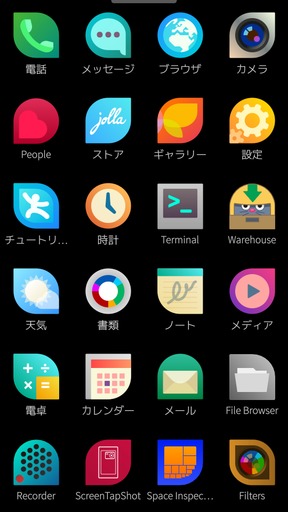 電話
メッセージ
ブラウザ
カメラ
People
jolla
ストア
ギャラリー
設定
チュートリ...
時計
>_
Terminal
Warehouse
天気
書類
ノート
メディア
電卓
カレンダー
メール
File Browser
Recorder
ScreenTapShot
Space Inspec...
Filters